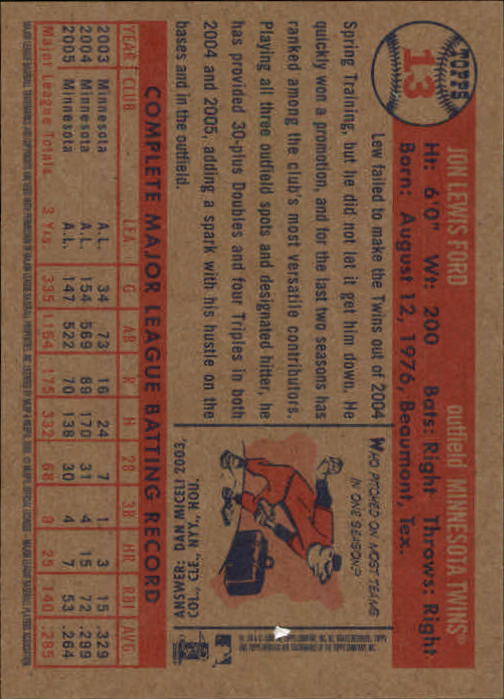 TOPPS
13
JON LEWIS FORD outfield MINNESOTA TWINS®
Ht: 6'0" Wt: 200 Bats: Right Throws: Right
Born: August 12, 1976, Beaumont, Tex.
Lew failed to make the Twins out of 2004
Spring Training, but he did not let it get him down. He
quickly won a promotion, and for the last two seasons has
ranked among the club's most versatile contributors.
Playing all three outfield spots and designated hitter, he
has provided 30-plus Doubles and four Triples in both
2004 and 2005, adding a spark with his hustle on the
bases and in the outfield.
WHO PITCHED ON MOST TEAMS
IN ONE SEASON?
ANSWER: DAN MICELI 2003,
COL., CLE., NYY., HOU.
COMPLETE MAJOR LEAGUE BATTING RECORD
YEAR CLUB LEA G AB R H 2B 3B HR RBI AVG
2003 Minnesota A.L. 34 73 16 24 7 1 3 15 .329
2004 Minnesota A.L. 154 569 89 170 31 4 15 72 .299
2005 Minnesota A.L. 147 522 70 138 30 4 7 53 .264
Major League Totals 3 Yrs. 335 1164 175 332 68 9 25 140 .285